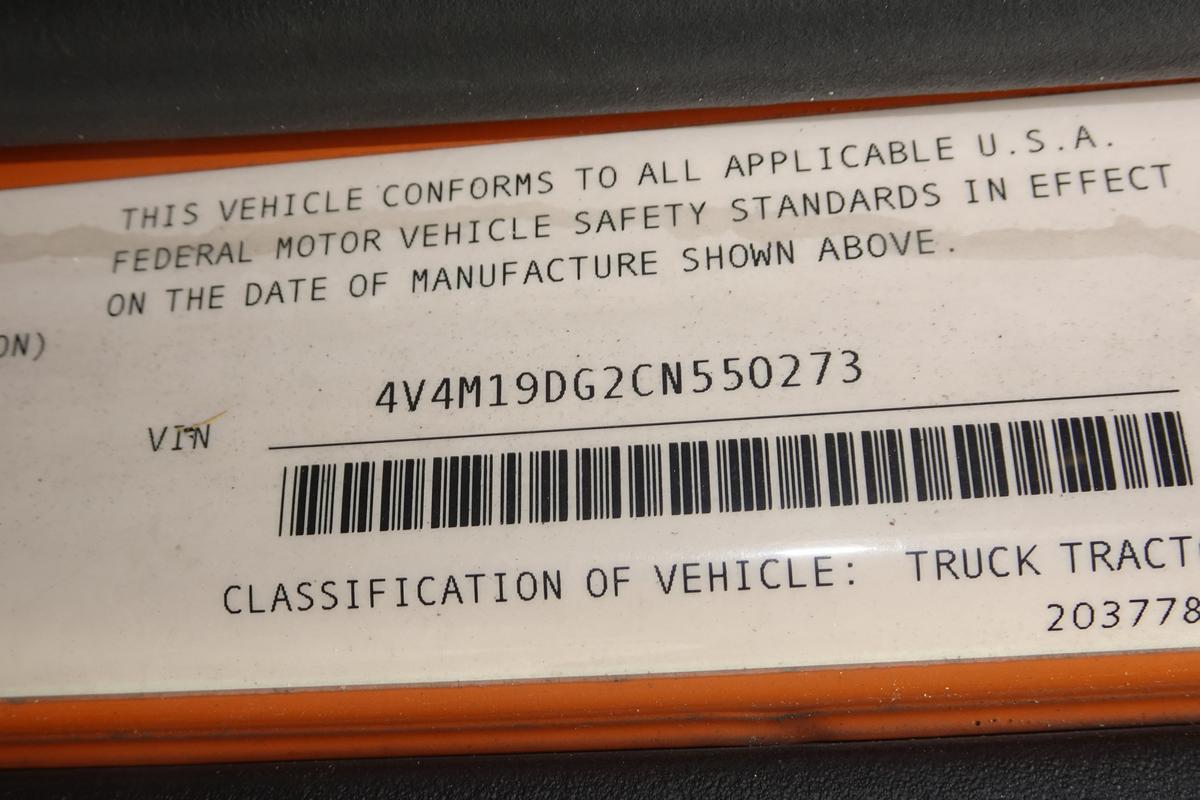 THIS VEHICLE CONFORMS TO ALL APPLICABLE U.S.A.
FEDERAL MOTOR VEHICLE SAFETY STANDARDS IN EFFECT
ON THE DATE OF MANUFACTURE SHOWN ABOVE.
4V4M19DG2CN550273
VIN
CLASSIFICATION OF VEHICLE: TRUCK TRACT
203778